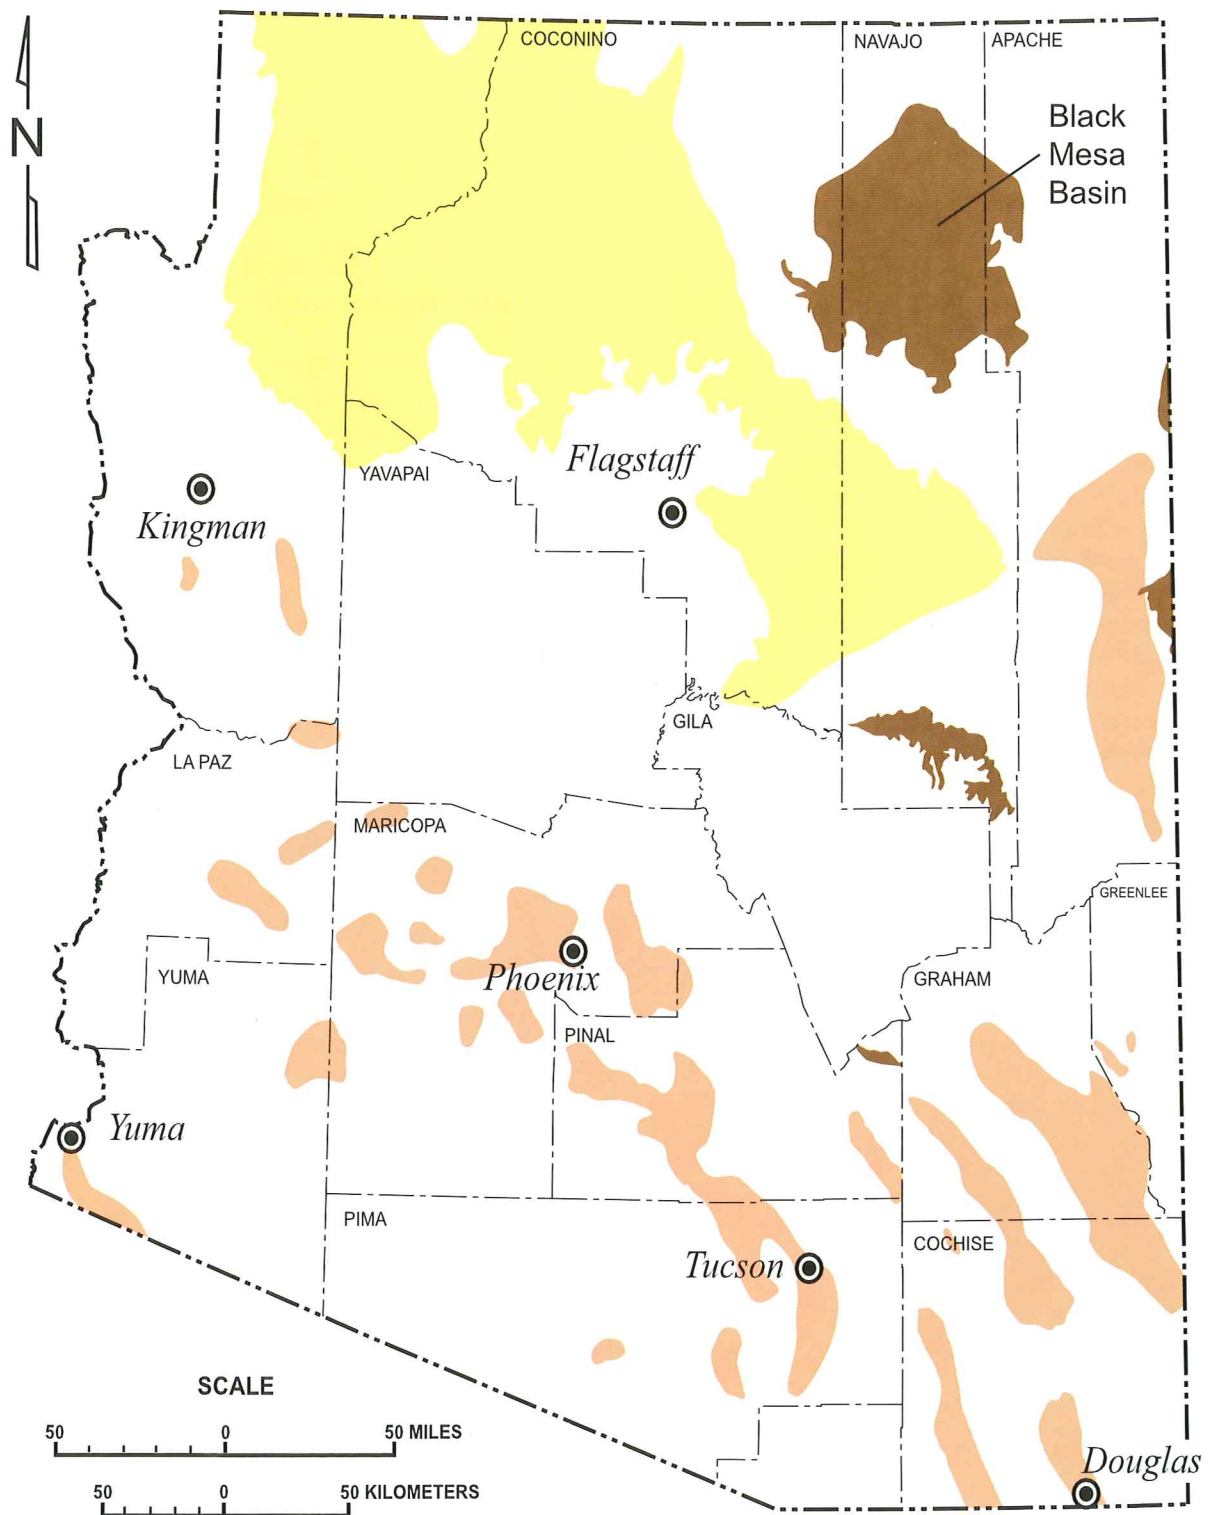 COCONINO
NAVAJO
APACHE
N
Black
Mesa
Basin
Flagstaff
YAVAPAI
Kingman
GILA
LA PAZ
MARICOPA
GREENLEE
Phoenix
YUMA
GRAHAM
PINAL
Yuma
PIMA
COCHISE
Tucson
SCALE
50 0 50 MILES
Douglas
50 0 50 KILOMETERS